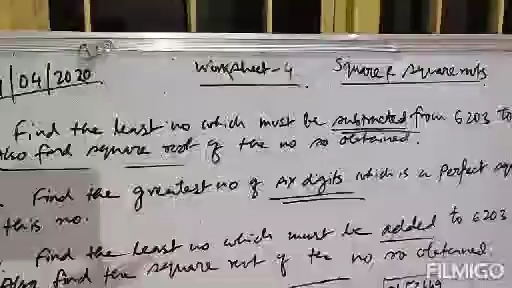 /04/2020 Worksheet-4 Square & square roots
Find the least no which must be subtracted from 6203 to
Also find square root of the no so obtained.
Find the greatest no of six digits which is a perfect squ
this no.
Find the least no which must be added to 6203
Also find the square root of the no, so obtained.
FILMIGO